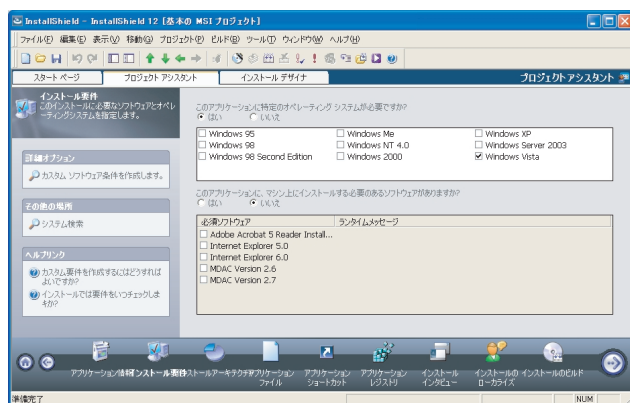 InstallShield - InstallShield 12 [基本の MSI プロジェクト]
ファイル(F) 編集(E) 表示(V) 移動(G) プロジェクト(P) ビルド(B) ツール(T) ウィンドウ(W) ヘルプ(H)
スタート ページ プロジェクト アシスタント インストール デザイナ プロジェクト アシスタント
インストール要件
このインストールに必要なソフトウェアとオペレーティングシステムを指定します。
詳細オプション
カスタム ソフトウェア条件を作成します。
その他の場所
システム検索
ヘルプリンク
カスタム要件を作成するにはどうすればよいですか?
インストールでは要件をいつチェックしますか?
このアプリケーションに特定のオペレーティング システムが必要ですか?
はい いいえ
Windows 95 Windows Me Windows XP
Windows 98 Windows NT 4.0 Windows Server 2003
Windows 98 Second Edition Windows 2000 Windows Vista
このアプリケーションに、マシン上にインストールする必要のあるソフトウェアがありますか?
はい いいえ
必須ソフトウェア ランタイムメッセージ
Adobe Acrobat 5 Reader Install...
Internet Explorer 5.0
Internet Explorer 6.0
MDAC Version 2.6
MDAC Version 2.7
アプリケーション情報 インストール要件 インストールアーキテクチャ アプリケーション ファイル アプリケーション ショートカット アプリケーション レジストリ インストール インタビュー インストールの ローカライズ インストールのビルド
準備完了 NUM